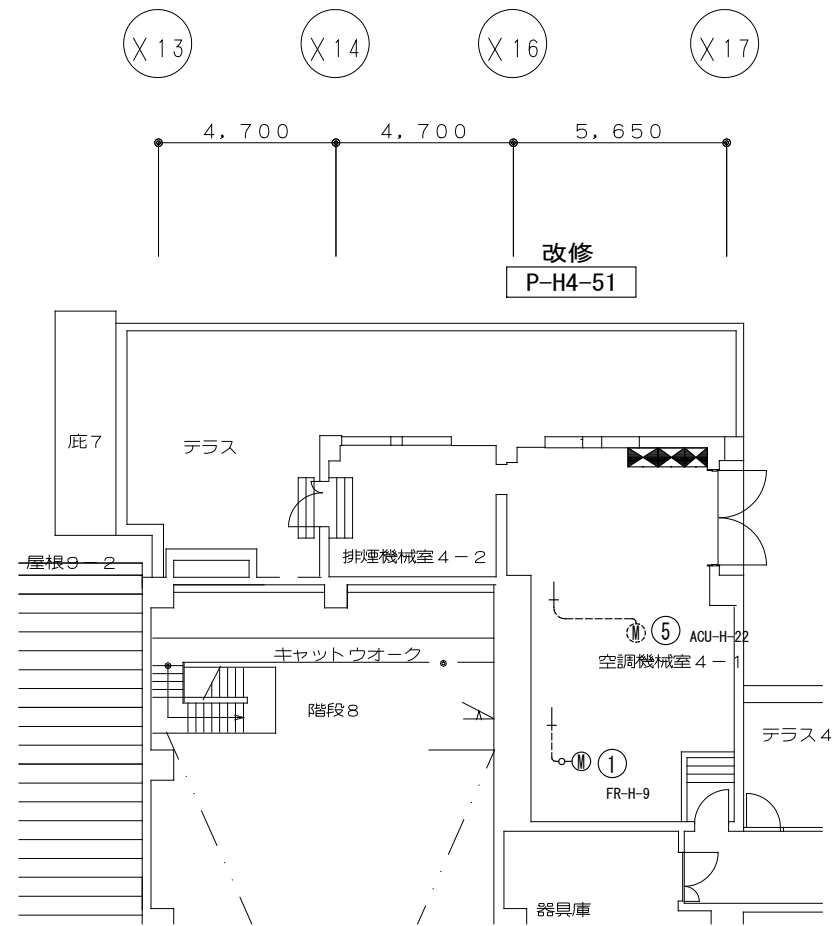 X13
X14
X16
X17
4,700
4,700
5,650
改修
P-H4-51
庇7
テラス
屋根9-2
排煙機械室4-2
M
5
ACU-H-22
空調機械室4-1
キャットウオーク
階段8
テラス4
M
1
FR-H-9
器具庫